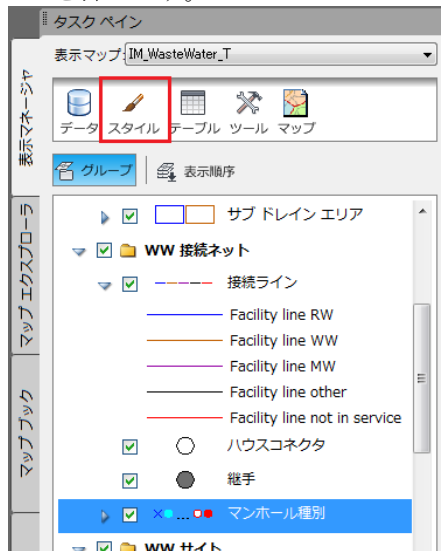 タスク ペイン
表示マップ:IM_WasteWater_T
データ スタイル テーブル ツール マップ
グループ 表示順序
サブ ドレイン エリア
WW 接続ネット
接続ライン
Facility line RW
Facility line WW
Facility line MW
Facility line other
Facility line not in service
ハウスコネクタ
継手
マンホール種別
WW サイト
表示マネージャ
マップ エクスプローラ
マップ ブック